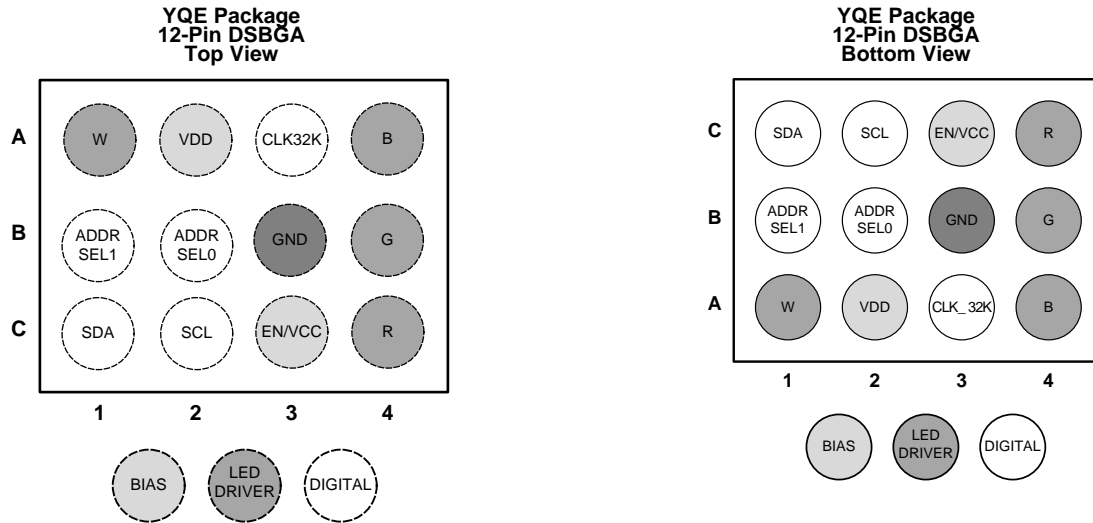 YQE Package
12-Pin DSBGA
Top View
A
W
VDD
CLK32K
B
B
ADDR
SEL1
ADDR
SEL0
GND
G
C
SDA
SCL
EN/VCC
R
1
2
3
4
BIAS
LED
DRIVER
DIGITAL
YQE Package
12-Pin DSBGA
Bottom View
C
SDA
SCL
EN/VCC
R
B
ADDR
SEL1
ADDR
SEL0
GND
G
A
W
VDD
CLK_32K
B
1
2
3
4
BIAS
LED
DRIVER
DIGITAL